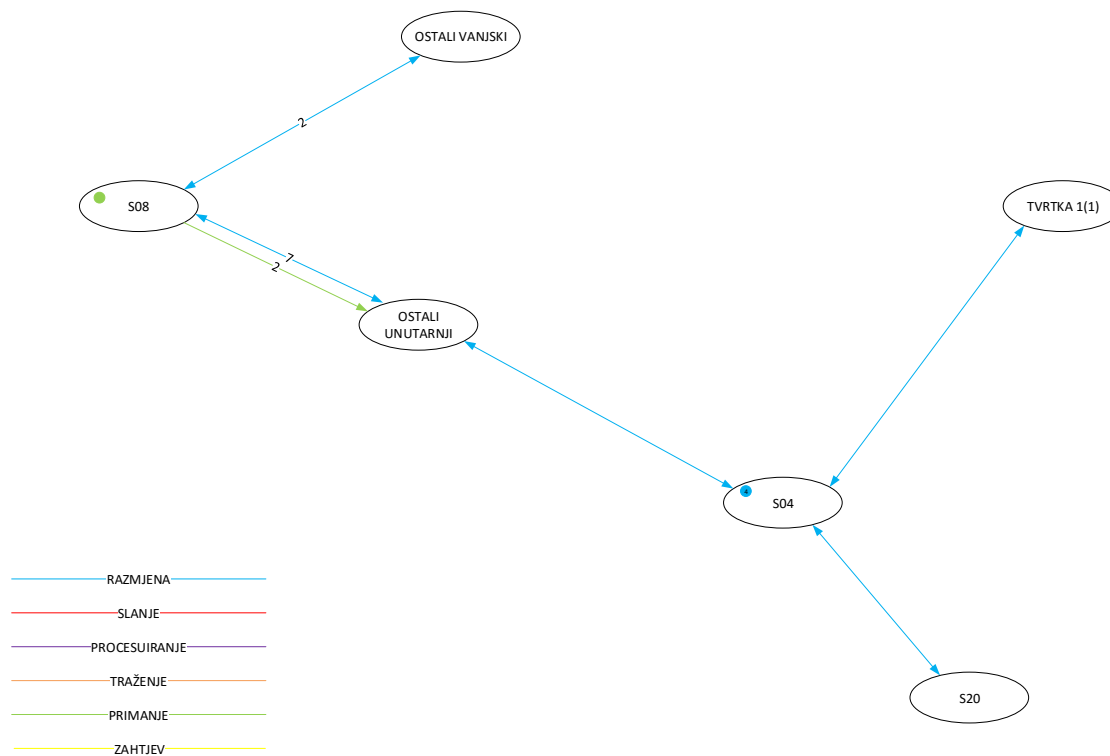 OSTALI VANJSKI
2
S08
TVRTKA 1(1)
7
2
OSTALI
UNUTARNJI
4
S04
RAZMJENA
SLANJE
PROCESUIRANJE
TRAŽENJE
PRIMANJE
S20
ZAHTJEV